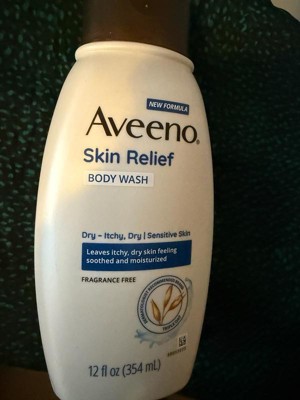 NEW FORMULA
Aveeno®
Skin Relief
BODY WASH
Dry – Itchy, Dry | Sensitive Skin
Leaves itchy, dry skin feeling
soothed and moisturized
FRAGRANCE FREE
12 fl oz (354 mL)